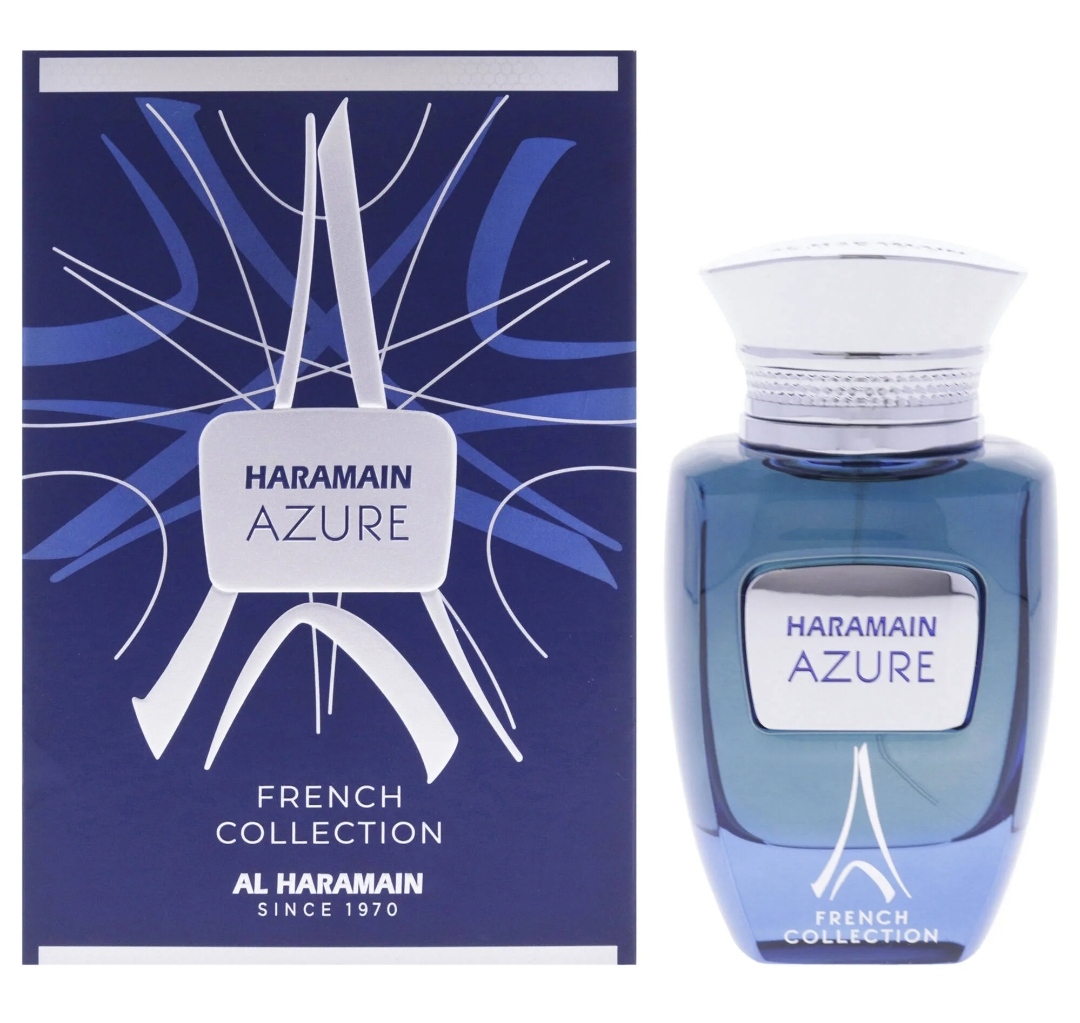 HARAMAIN
AZURE
FRENCH
COLLECTION
AL HARAMAIN
SINCE 1970
HARAMAIN
AZURE
FRENCH
COLLECTION